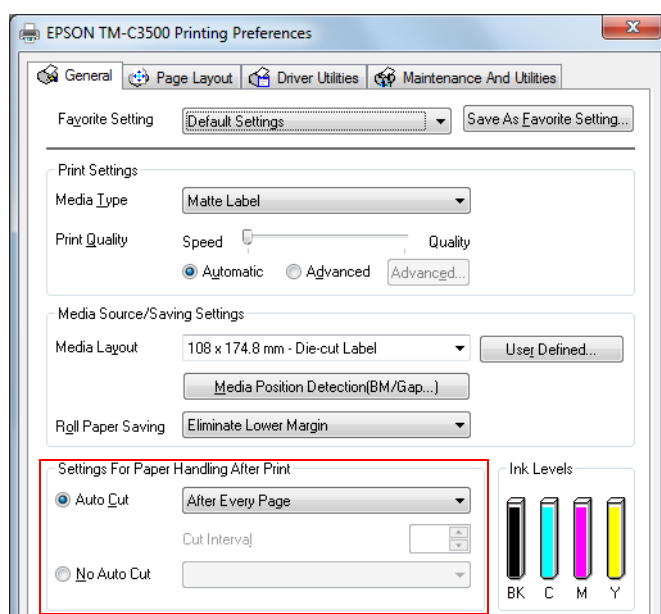 EPSON TM-C3500 Printing Preferences
General Page Layout Driver Utilities Maintenance And Utilities
Favorite Setting Default Settings Save As Favorite Setting...
Print Settings
Media Type Matte Label
Print Quality Speed Quality
Automatic Advanced Advanced...
Media Source/Saving Settings
Media Layout 108 x 174.8 mm - Die-cut Label User Defined...
Media Position Detection(BM/Gap...)
Roll Paper Saving Eliminate Lower Margin
Settings For Paper Handling After Print Ink Levels
Auto Cut After Every Page
Cut Interval
No Auto Cut
BK C M Y